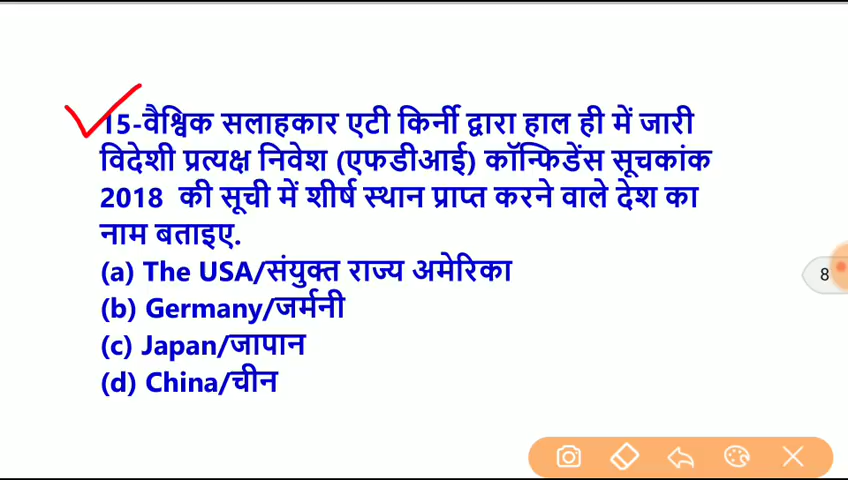 15-वैश्विक सलाहकार एटी किर्नी द्वारा हाल ही में जारी
विदेशी प्रत्यक्ष निवेश (एफडीआई) कॉन्फिडेंस सूचकांक
2018 की सूची में शीर्ष स्थान प्राप्त करने वाले देश का
नाम बताइए.
(a) The USA/संयुक्त राज्य अमेरिका
(b) Germany/जर्मनी
(c) Japan/जापान
(d) China/चीन
8